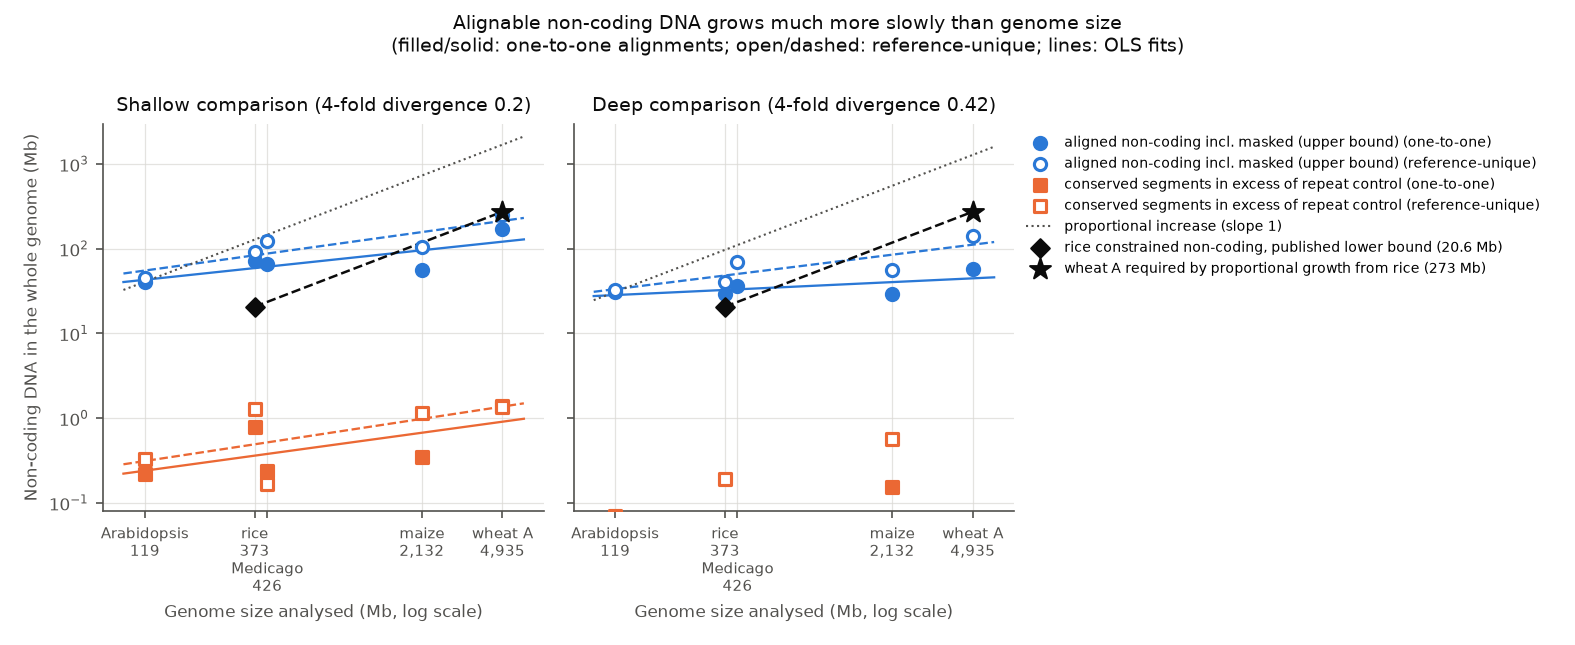 Alignable non-coding DNA grows much more slowly than genome size
(filled/solid: one-to-one alignments; open/dashed: reference-unique; lines: OLS fits)
Shallow comparison (4-fold divergence 0.2)
Deep comparison (4-fold divergence 0.42)
Non-coding DNA in the whole genome (Mb)
10³
10²
10¹
10⁰
10⁻¹
Arabidopsis
119
rice
373
Medicago
426
maize
2,132
wheat A
4,935
Genome size analysed (Mb, log scale)
Arabidopsis
119
rice
373
Medicago
426
maize
2,132
wheat A
4,935
Genome size analysed (Mb, log scale)
aligned non-coding incl. masked (upper bound) (one-to-one)
aligned non-coding incl. masked (upper bound) (reference-unique)
conserved segments in excess of repeat control (one-to-one)
conserved segments in excess of repeat control (reference-unique)
proportional increase (slope 1)
rice constrained non-coding, published lower bound (20.6 Mb)
wheat A required by proportional growth from rice (273 Mb)